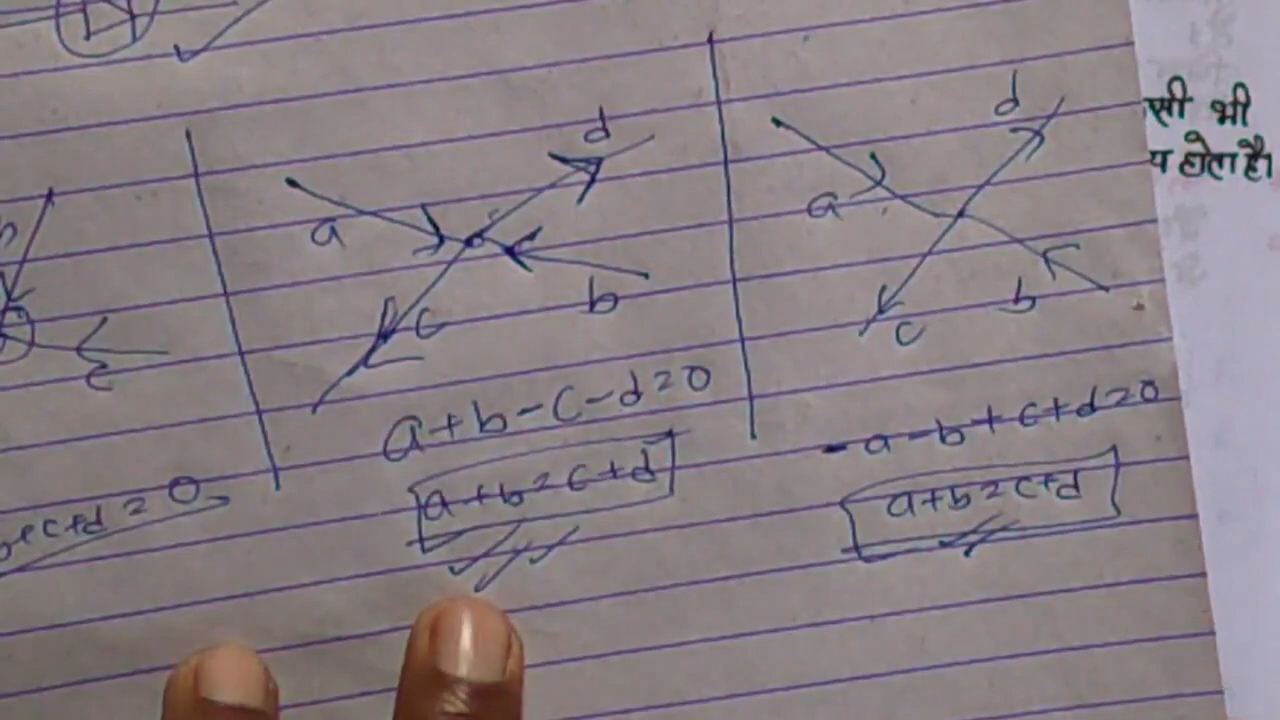 सी भी
य होता है।
d
a
c
b
a+b-c-d=0
a+b=c+d
d
a
c
b
-a-b+c+d=0
a+b=c+d
b
+c+d=0